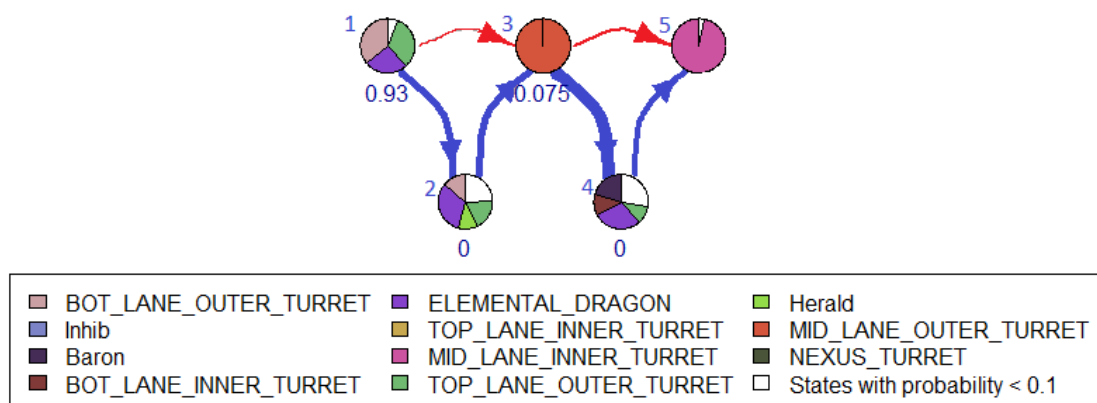 1 3 5
0.93 0.075
2 4
0 0
BOT_LANE_OUTER_TURRET ELEMENTAL_DRAGON Herald
Inhib TOP_LANE_INNER_TURRET MID_LANE_OUTER_TURRET
Baron MID_LANE_INNER_TURRET NEXUS_TURRET
BOT_LANE_INNER_TURRET TOP_LANE_OUTER_TURRET States with probability < 0.1